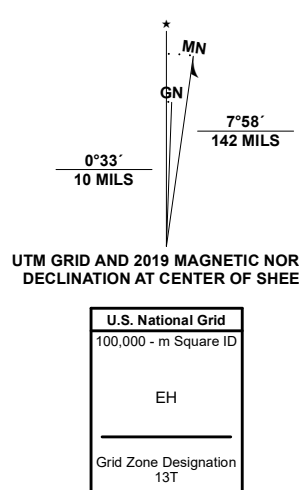 ★
MN
GN
7°58´
142 MILS
0°33´
10 MILS
UTM GRID AND 2019 MAGNETIC NOR
DECLINATION AT CENTER OF SHEE
U.S. National Grid
100,000 - m Square ID
EH
Grid Zone Designation
13T